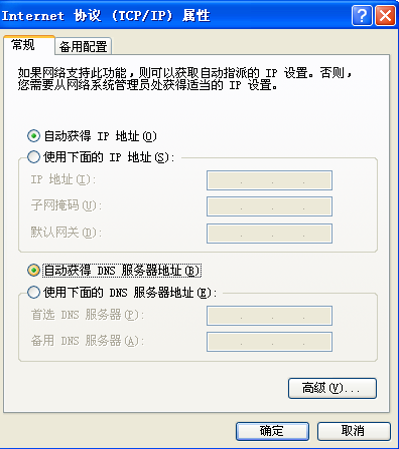 Internet 协议 (TCP/IP) 属性
常规 备用配置
如果网络支持此功能，则可以获取自动指派的 IP 设置。否则，
您需要从网络系统管理员处获得适当的 IP 设置。
自动获得 IP 地址(O)
使用下面的 IP 地址(S):
IP 地址(I):
子网掩码(U):
默认网关(D):
自动获得 DNS 服务器地址(B)
使用下面的 DNS 服务器地址(E):
首选 DNS 服务器(P):
备用 DNS 服务器(A):
高级(V)...
确定 取消